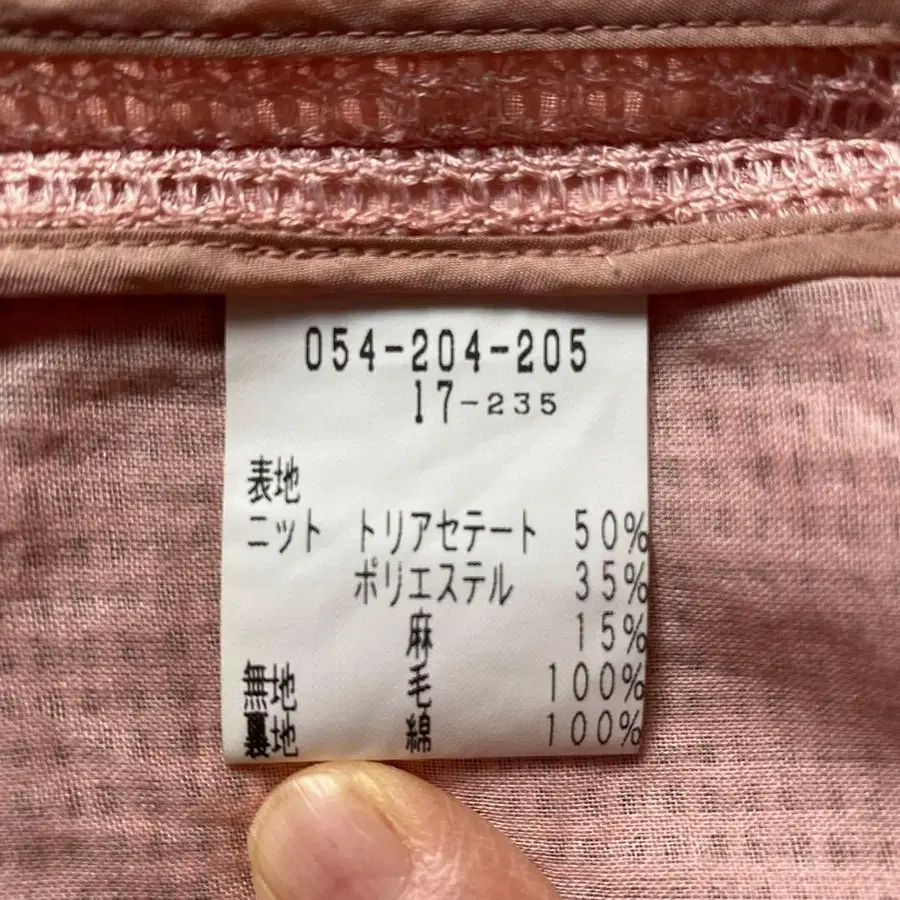 054-204-205
17-235
表地
ニット トリアセテート 50%
ポリエステル 35%
麻 15%
無地 毛 100%
裏地 綿 100%